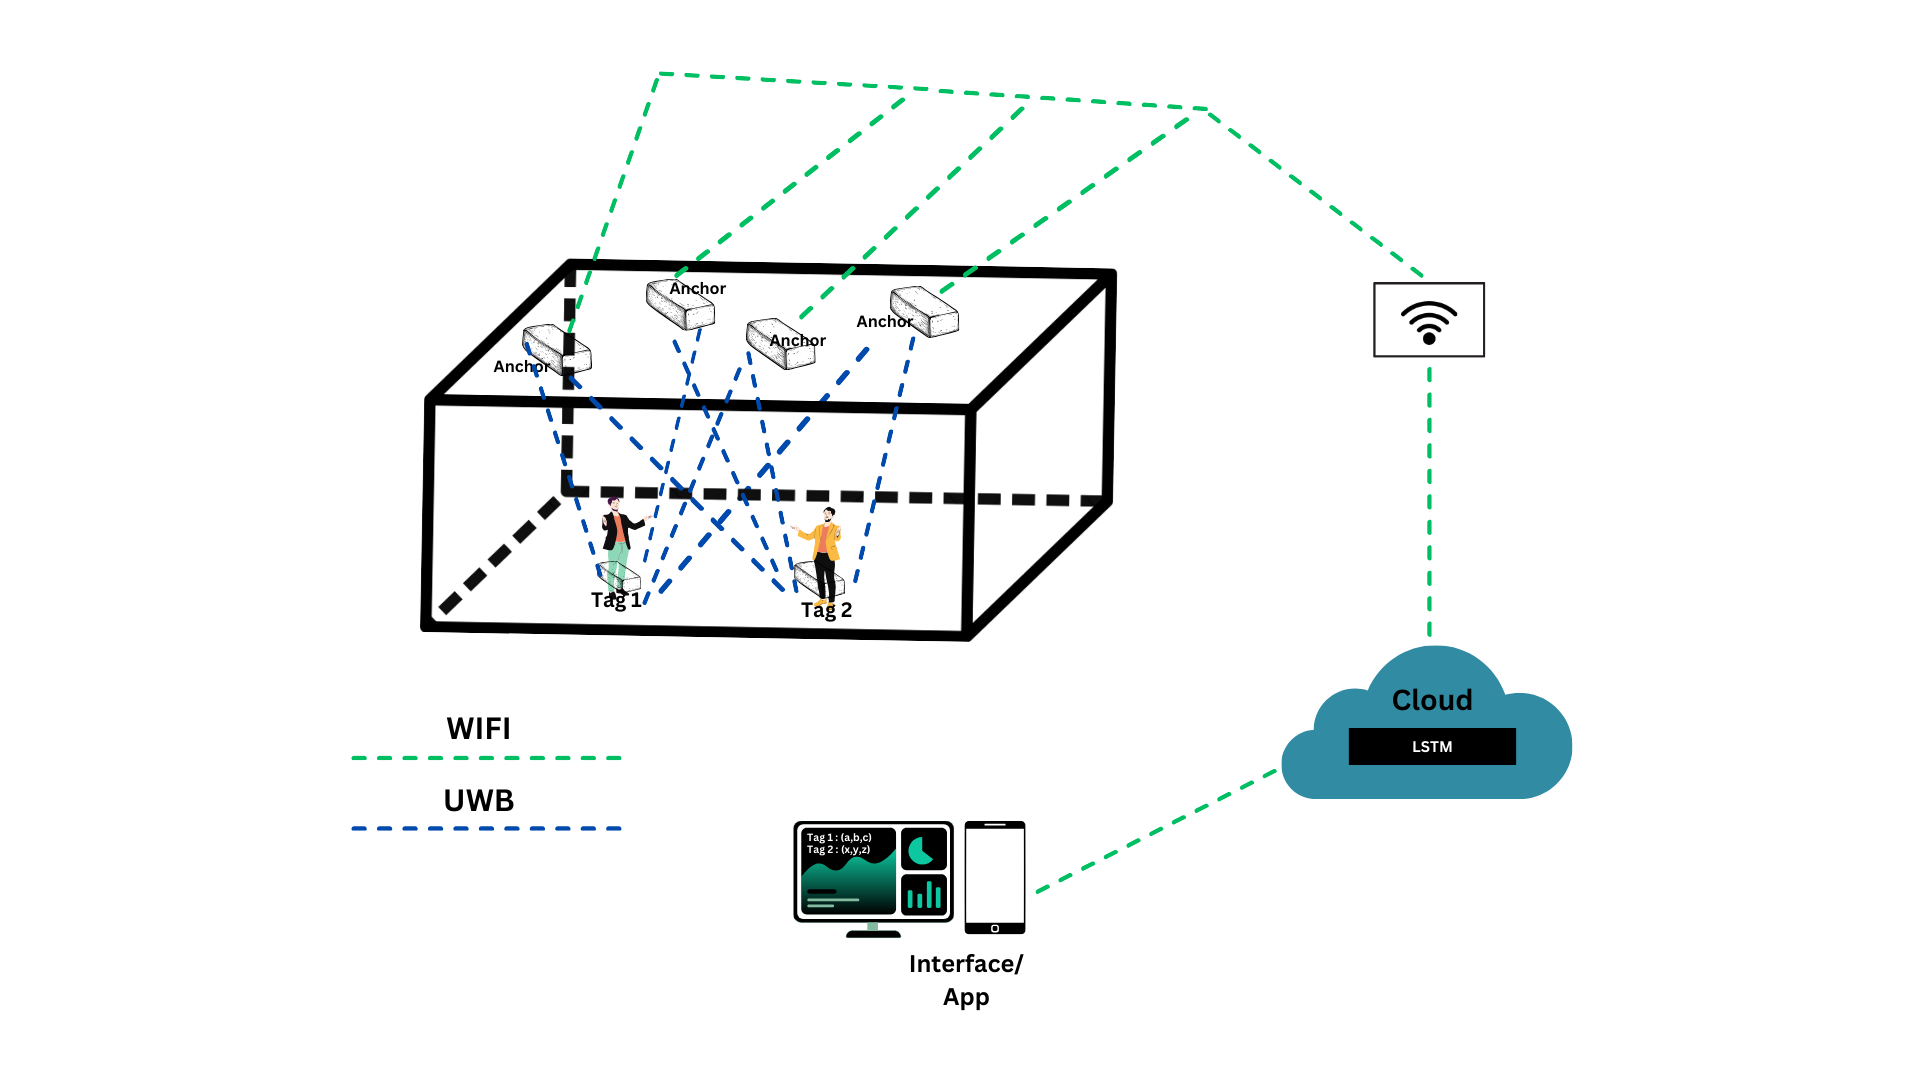 Anchor
Anchor
Anchor
Anchor
Tag 1
Tag 2
WIFI
UWB
Cloud
LSTM
Tag 1 : (a,b,c)
Tag 2 : (x,y,z)
Interface/
App